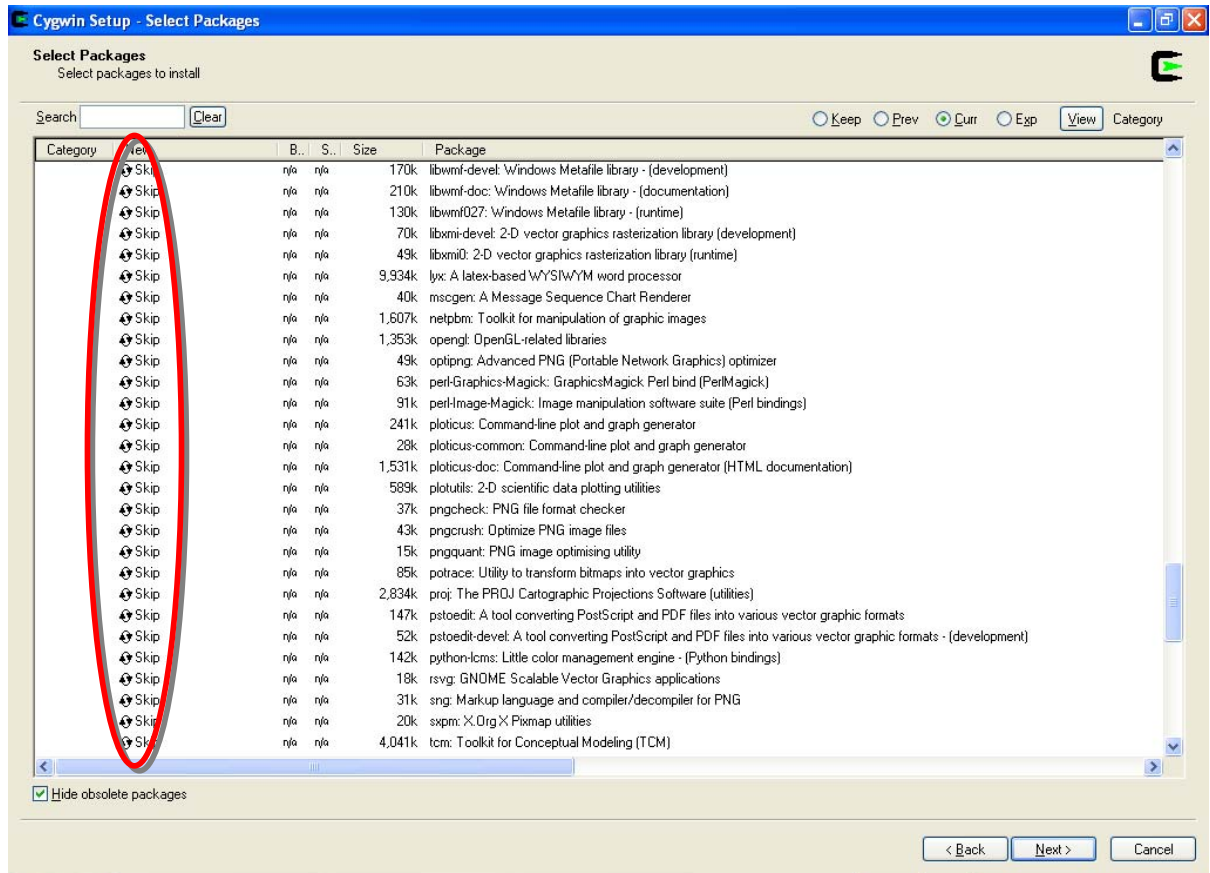 Cygwin Setup - Select Packages
Select Packages
Select packages to install
Search Clear Keep Prev Curr Exp View Category
Category New B.. S.. Size Package
Skip n/a n/a 170k libwmf-devel: Windows Metafile library - (development)
Skip n/a n/a 210k libwmf-doc: Windows Metafile library - (documentation)
Skip n/a n/a 130k libwmf027: Windows Metafile library - (runtime)
Skip n/a n/a 70k libxmi-devel: 2-D vector graphics rasterization library (development)
Skip n/a n/a 49k libxmi0: 2-D vector graphics rasterization library (runtime)
Skip n/a n/a 9,934k lyx: A latex-based WYSIWYM word processor
Skip n/a n/a 40k mscgen: A Message Sequence Chart Renderer
Skip n/a n/a 1,607k netpbm: Toolkit for manipulation of graphic images
Skip n/a n/a 1,353k opengl: OpenGL-related libraries
Skip n/a n/a 49k optipng: Advanced PNG (Portable Network Graphics) optimizer
Skip n/a n/a 63k perl-Graphics-Magick: GraphicsMagick Perl bind (PerlMagick)
Skip n/a n/a 91k perl-Image-Magick: Image manipulation software suite (Perl bindings)
Skip n/a n/a 241k ploticus: Command-line plot and graph generator
Skip n/a n/a 28k ploticus-common: Command-line plot and graph generator
Skip n/a n/a 1,531k ploticus-doc: Command-line plot and graph generator (HTML documentation)
Skip n/a n/a 589k plotutils: 2-D scientific data plotting utilities
Skip n/a n/a 37k pngcheck: PNG file format checker
Skip n/a n/a 43k pngcrush: Optimize PNG image files
Skip n/a n/a 15k pngquant: PNG image optimising utility
Skip n/a n/a 85k potrace: Utility to transform bitmaps into vector graphics
Skip n/a n/a 2,834k proj: The PROJ Cartographic Projections Software (utilities)
Skip n/a n/a 147k pstoedit: A tool converting PostScript and PDF files into various vector graphic formats
Skip n/a n/a 52k pstoedit-devel: A tool converting PostScript and PDF files into various vector graphic formats - (development)
Skip n/a n/a 142k python-lcms: Little color management engine - (Python bindings)
Skip n/a n/a 18k rsvg: GNOME Scalable Vector Graphics applications
Skip n/a n/a 31k sng: Markup language and compiler/decompiler for PNG
Skip n/a n/a 20k sxpm: X.Org X Pixmap utilities
Skip n/a n/a 4,041k tcm: Toolkit for Conceptual Modeling (TCM)
Hide obsolete packages
< Back Next > Cancel